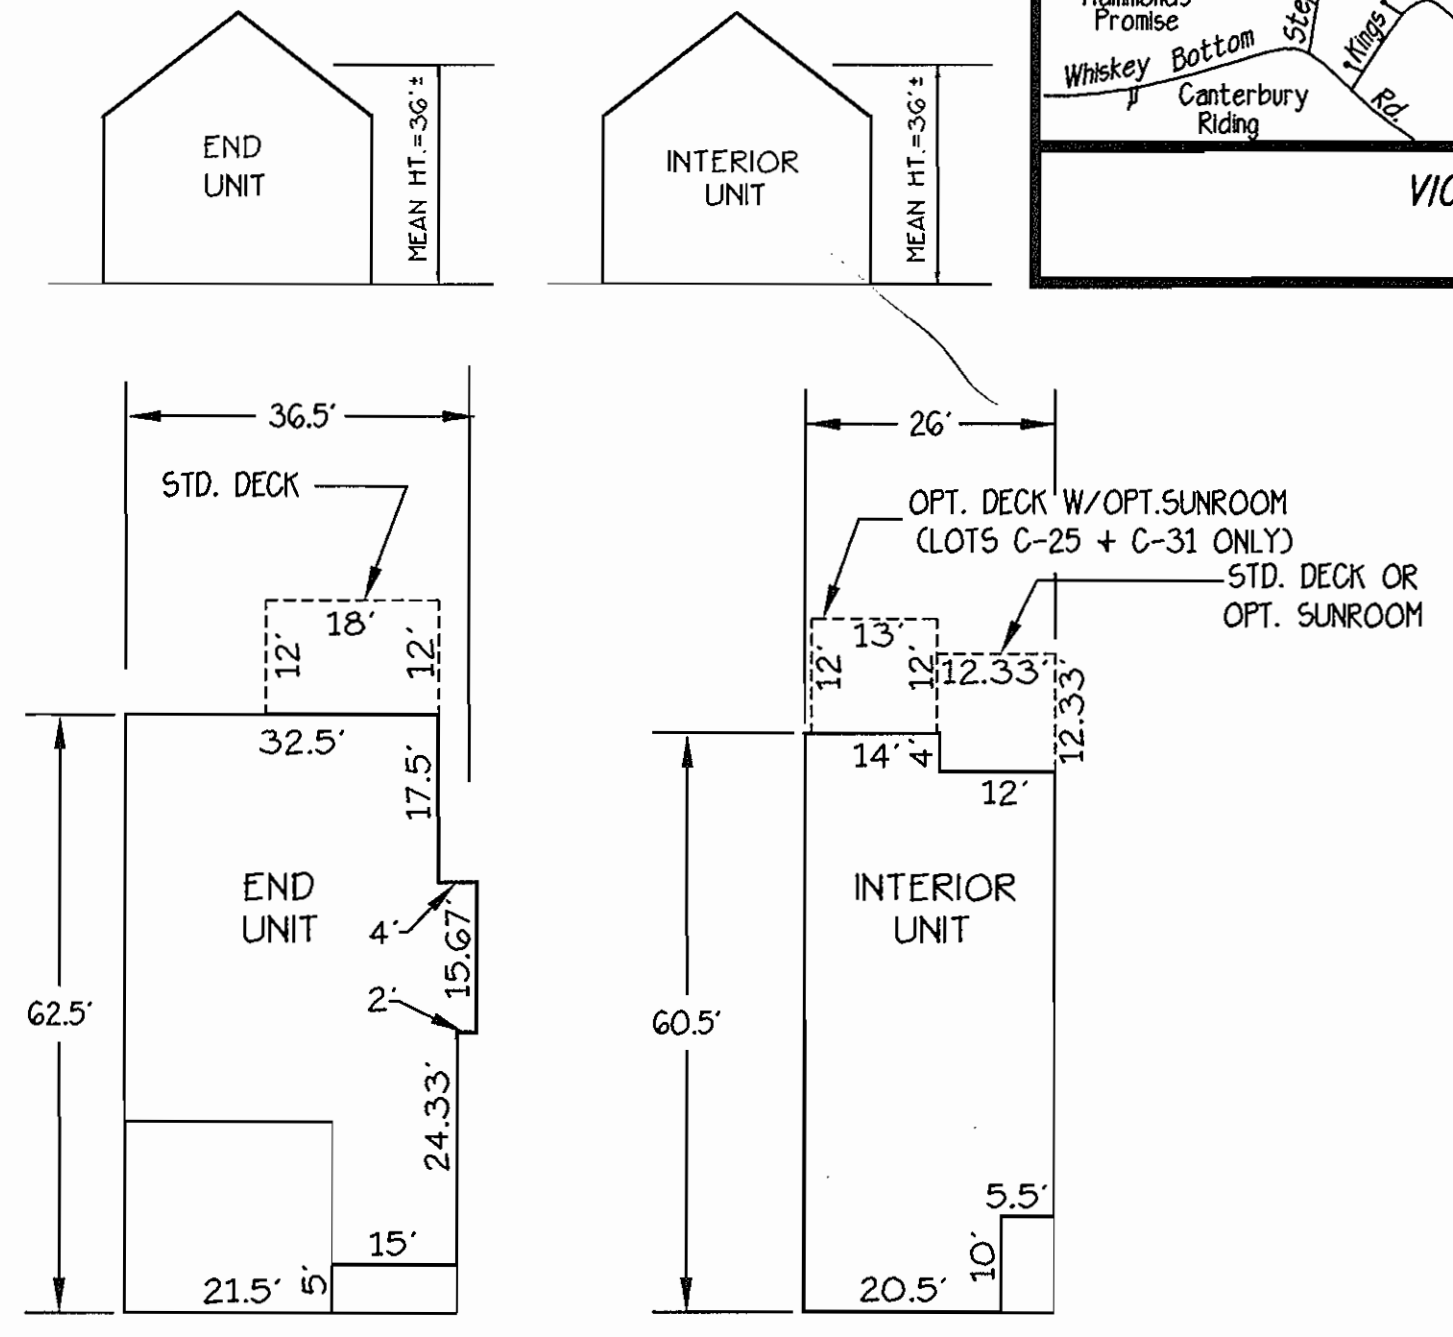 END
UNIT
MEAN HT.=36'±
INTERIOR
UNIT
MEAN HT.=36'±
Promise
Whiskey Bottom
Kings
Canterbury
Riding
Rd.
36.5'
STD. DECK
18'
12'
12'
32.5'
17.5'
END
UNIT
4'
15.67'
2'
62.5'
24.33'
15'
21.5'
5'
26'
OPT. DECK W/OPT.SUNROOM
(LOTS C-25 + C-31 ONLY)
STD. DECK OR
OPT. SUNROOM
13'
12'
12'
12.33'
12.33'
14'
4'
12'
INTERIOR
UNIT
60.5'
5.5'
10'
20.5'